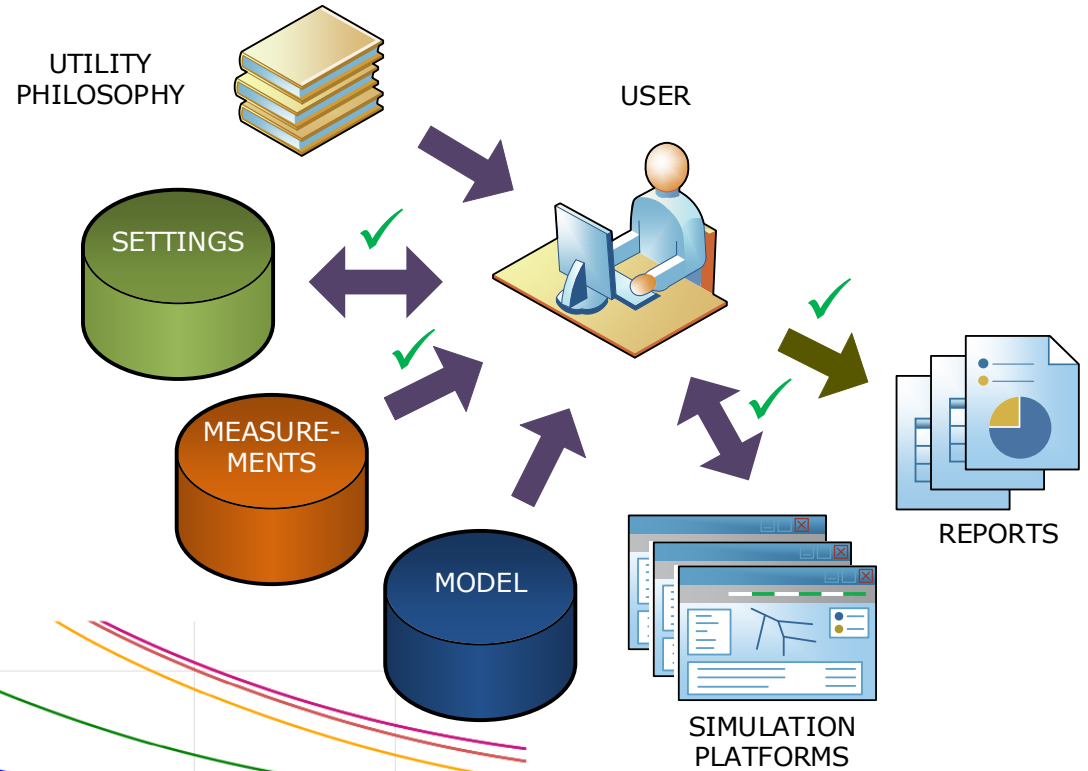 UTILITY
PHILOSOPHY
USER
SETTINGS
MEASURE-
MENTS
MODEL
REPORTS
SIMULATION
PLATFORMS